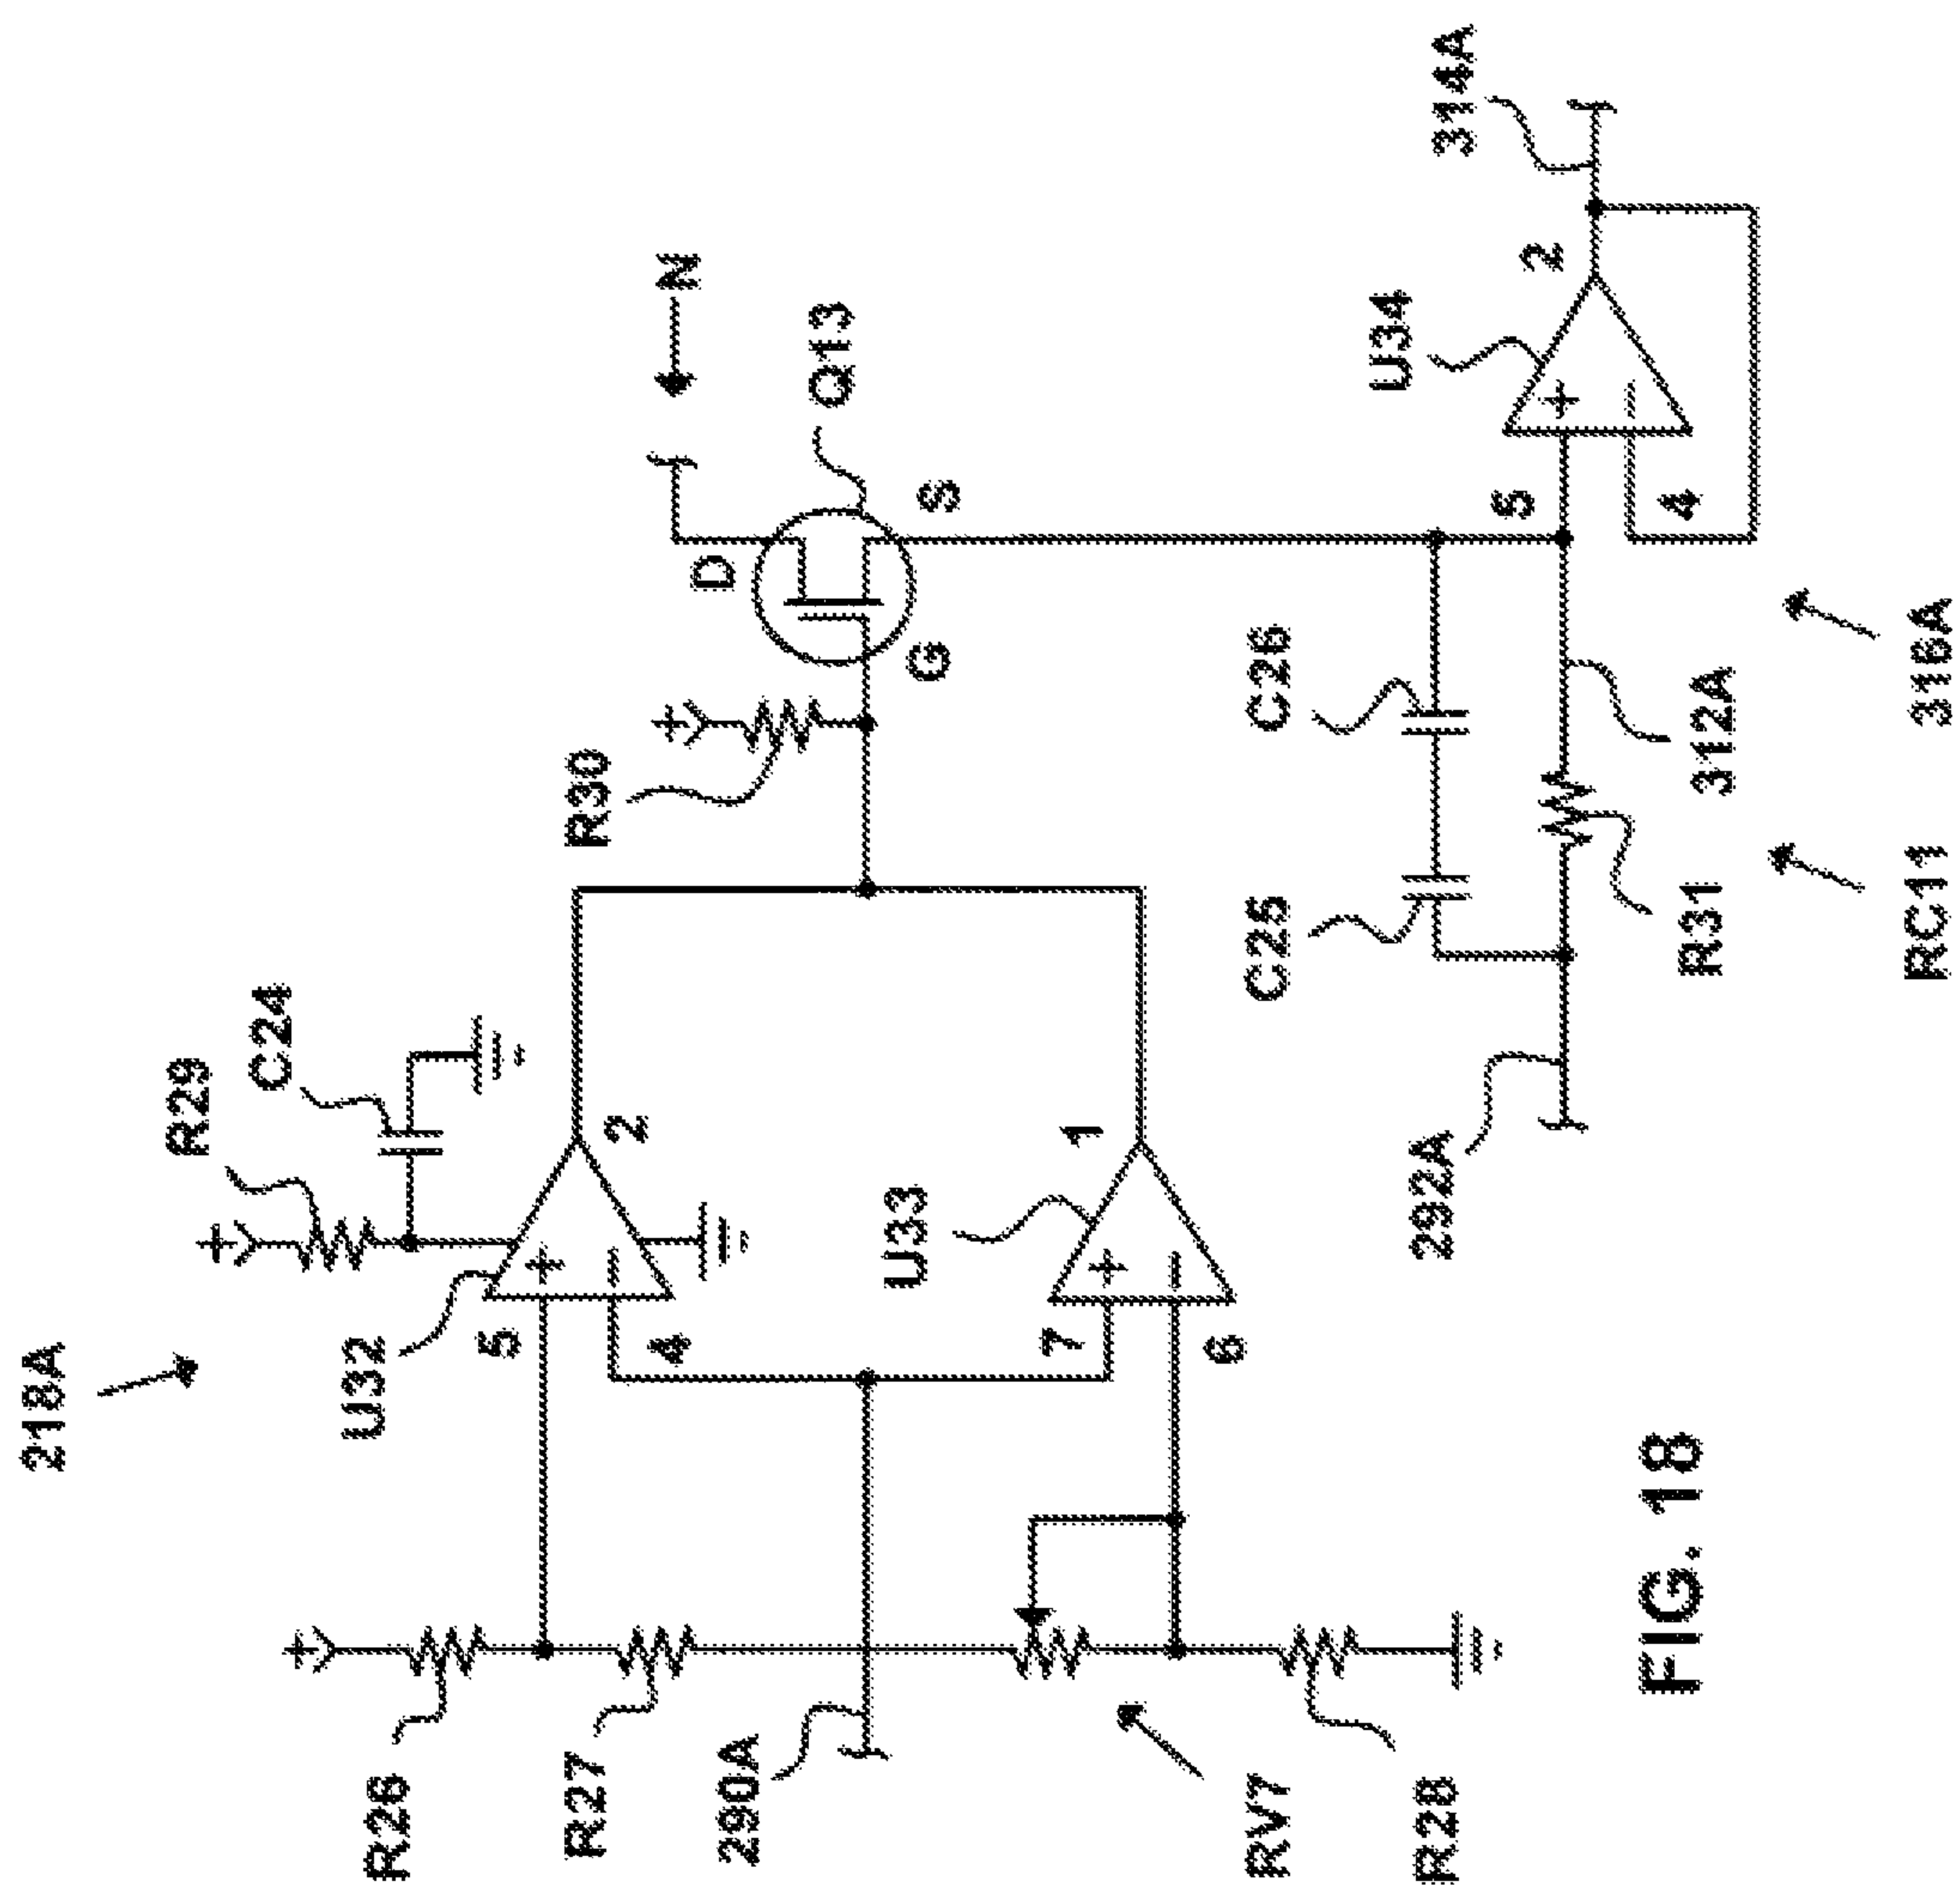 218A
R29
+
C24
+
U32
R26
5
+
−
R27
R30
2
4
+
N
D
290A
Q13
U33
G
S
7
1
+
−
6
RV7
C25
C26
U34
R28
292A
314A
5
2
+
−
4
FIG. 18
R31
312A
RC11
316A